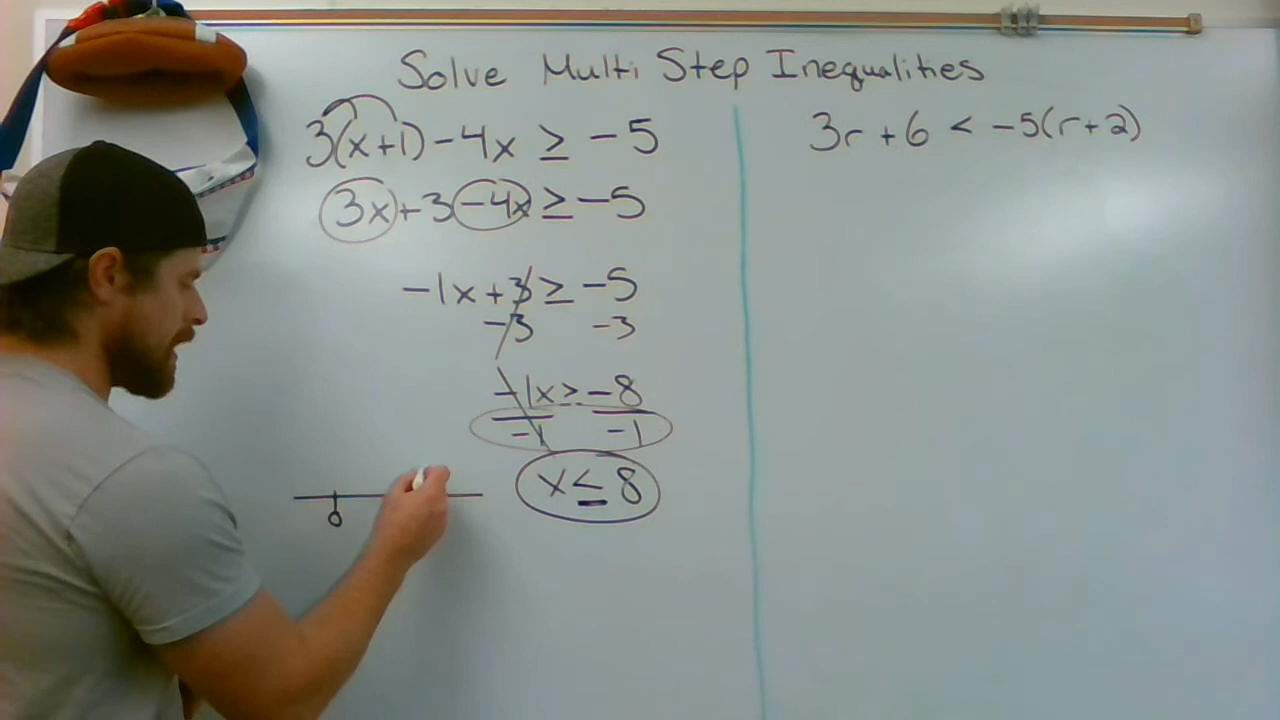 Solve Multi Step Inequalities
3(x+1)-4x ≥ -5
3x+3-4x ≥ -5
-1x+3 ≥ -5
-3 -3
-1x ≥ -8
-1 -1
x ≤ 8
0
3r+6 < -5(r+2)